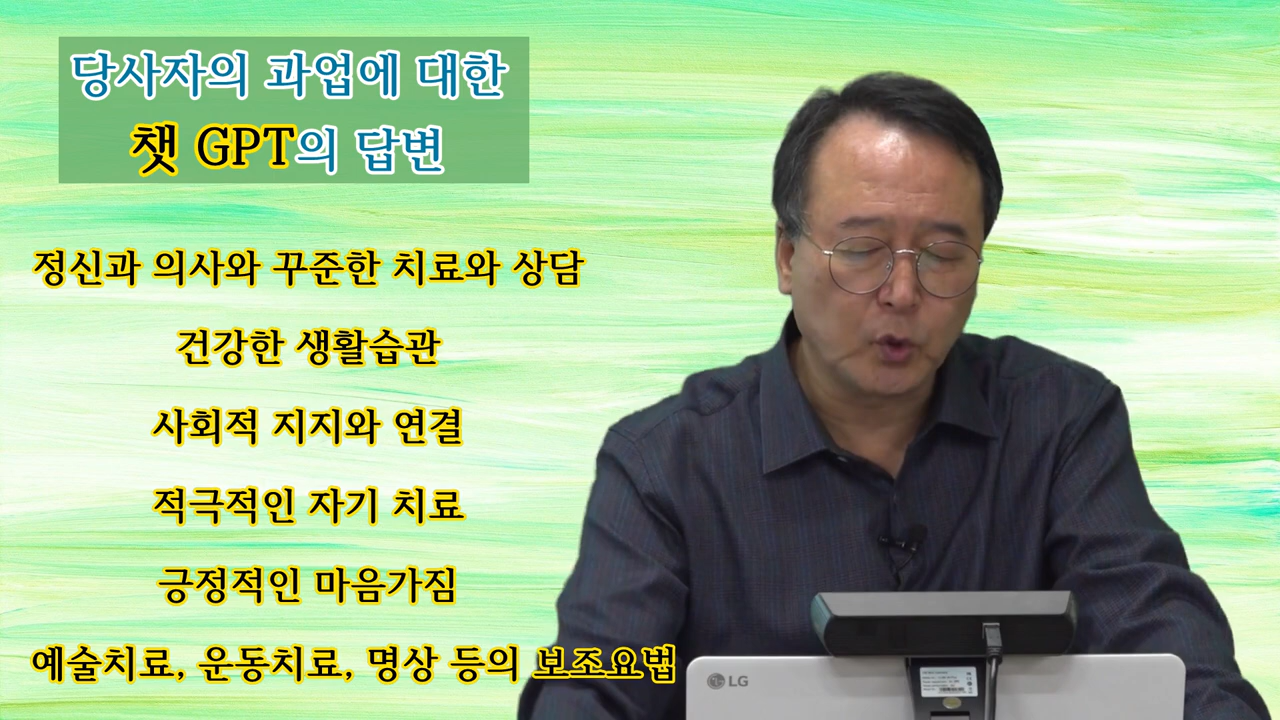 당사자의 과업에 대한
챗 GPT의 답변
정신과 의사와 꾸준한 치료와 상담
건강한 생활습관
사회적 지지와 연결
적극적인 자기 치료
긍정적인 마음가짐
예술치료, 운동치료, 명상 등의 보조요법
LG